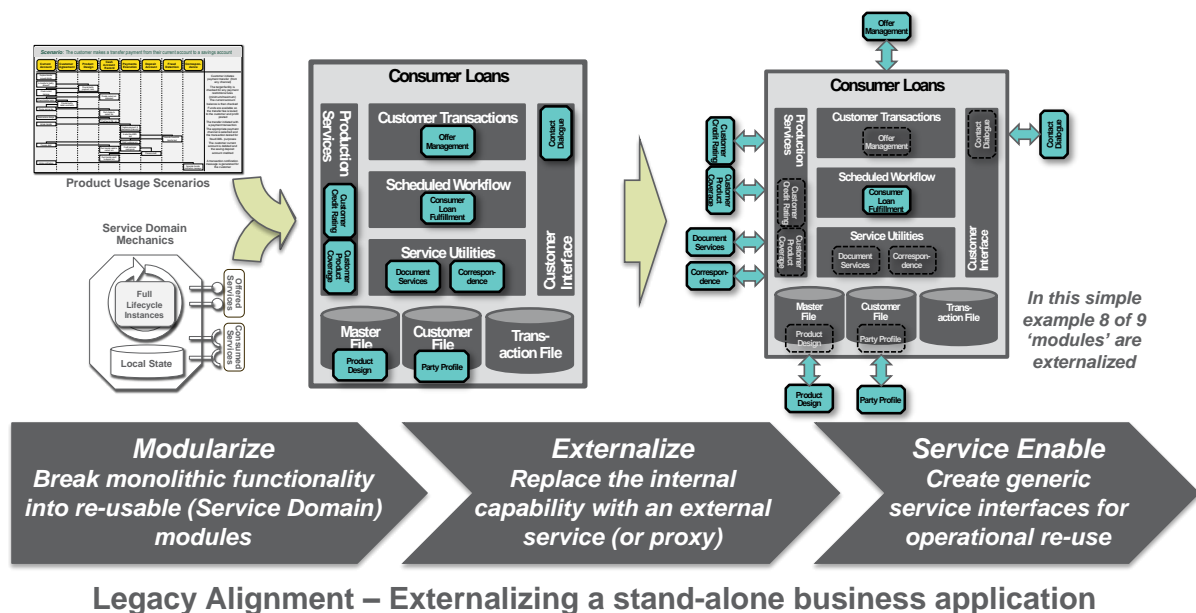 Scenario: The customer makes a transfer payment from their current account to a savings account
Product Usage Scenarios
Service Domain
Mechanics
Full
Lifecycle
Instances
Local State
Offered
Services
Consumed
Services
Consumer Loans
Production
Services
Customer
Credit Rating
Customer
Product
Coverage
Customer Transactions
Offer
Management
Scheduled Workflow
Consumer
Loan
Fulfillment
Service Utilities
Document
Services
Correspon-
dence
Contact
Dialogue
Customer
Interface
Master
File
Product
Design
Customer
File
Party Profile
Trans-
action File
Offer
Management
Consumer Loans
Customer
Credit Rating
Customer
Product
Coverage
Document
Services
Correspon-
dence
Production
Services
Customer
Credit Rating
Customer
Product
Coverage
Customer Transactions
Offer
Management
Scheduled Workflow
Consumer
Loan
Fulfillment
Service Utilities
Document
Services
Correspon-
dence
Contact
Dialogue
Customer
Interface
Contact
Dialogue
Master
File
Product
Design
Customer
File
Party Profile
Trans-
action File
Product
Design
Party Profile
In this simple
example 8 of 9
‘modules’ are
externalized
Modularize
Break monolithic functionality
into re-usable (Service Domain)
modules
Externalize
Replace the internal
capability with an external
service (or proxy)
Service Enable
Create generic
service interfaces for
operational re-use
Legacy Alignment – Externalizing a stand-alone business application